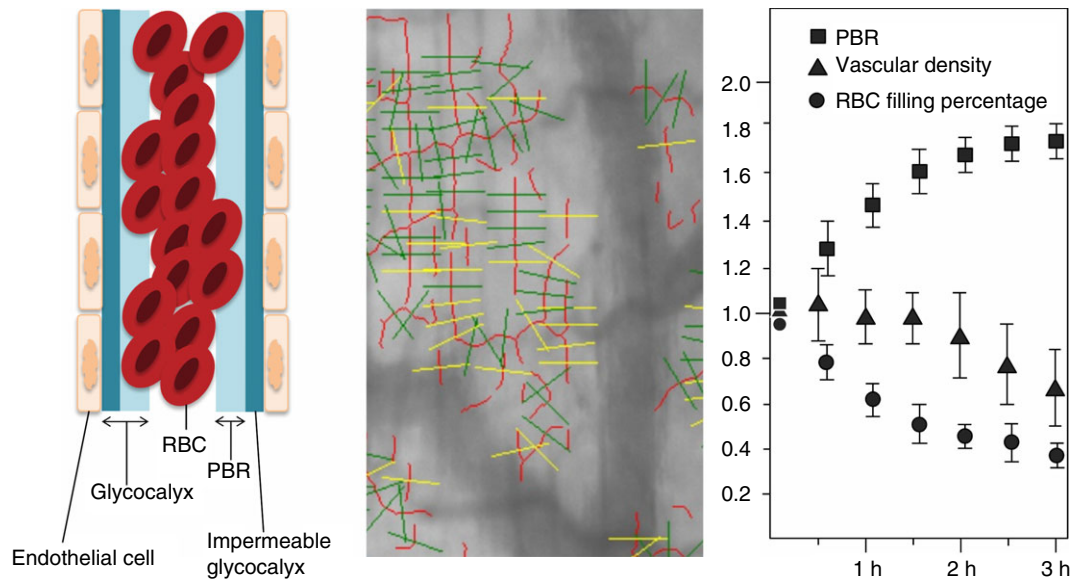 RBC
PBR
Glycocalyx
Endothelial cell
Impermeable
glycocalyx
PBR
Vascular density
RBC filling percentage
2.0
1.8
1.6
1.4
1.2
1.0
0.8
0.6
0.4
0.2
1 h
2 h
3 h